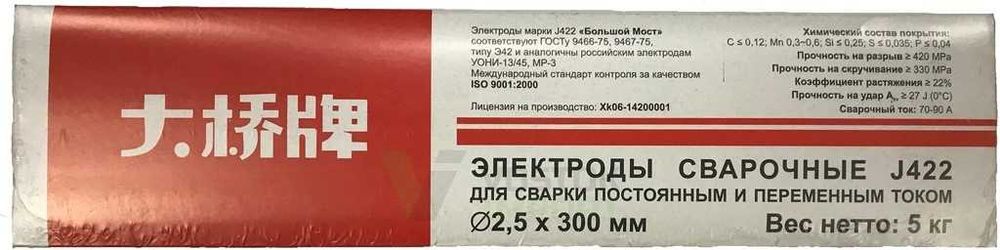 大桥牌
Электроды марки J422 «Большой Мост»
соответствуют ГОСТу 9466-75, 9467-75,
типу Э42 и аналогичны российским электродам
УОНИ-13/45, МР-3
Международный стандарт контроля за качеством
ISO 9001:2000
Лицензия на производство: Xk06-14200001
Химический состав покрытия:
C ≤ 0,12; Mn 0,3–0,6; Si ≤ 0,25; S ≤ 0,035; P ≤ 0,04
Прочность на разрыв ≥ 420 MPa
Прочность на скручивание ≥ 330 MPa
Коэффициент растяжения ≥ 22%
Прочность на удар ≥ 27 J (0°C)
Сварочный ток: 70-90 A
ЭЛЕКТРОДЫ СВАРОЧНЫЕ J422
ДЛЯ СВАРКИ ПОСТОЯННЫМ И ПЕРЕМЕННЫМ ТОКОМ
Ø2,5 x 300 мм Вес нетто: 5 кг